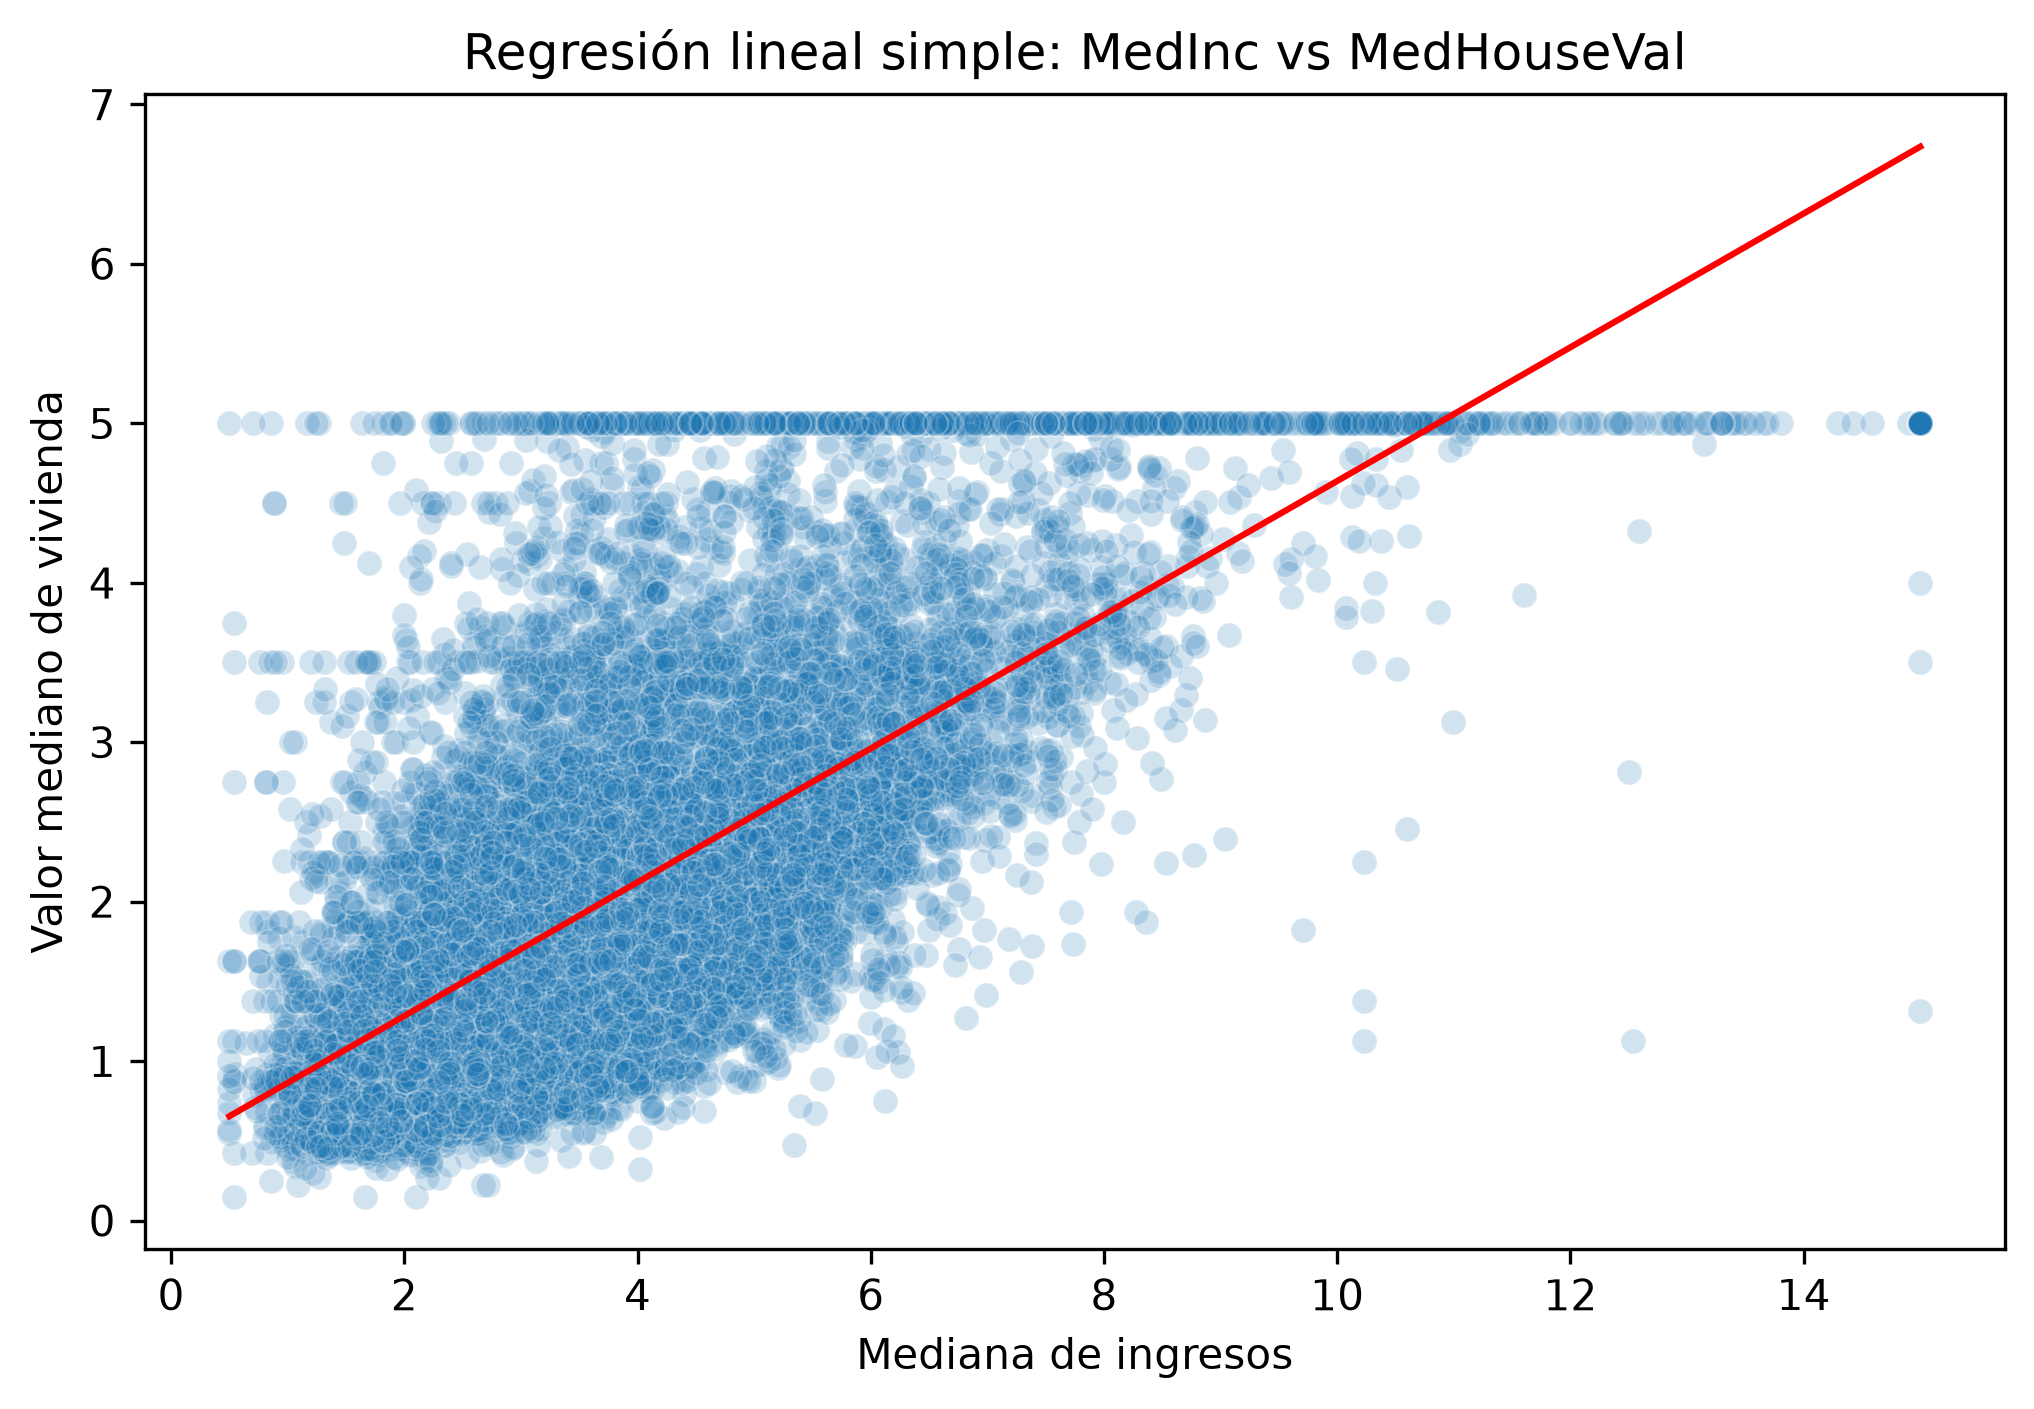 Regresión lineal simple: MedInc vs MedHouseVal
7
6
5
4
3
2
1
0
Valor mediano de vivienda
0 2 4 6 8 10 12 14
Mediana de ingresos